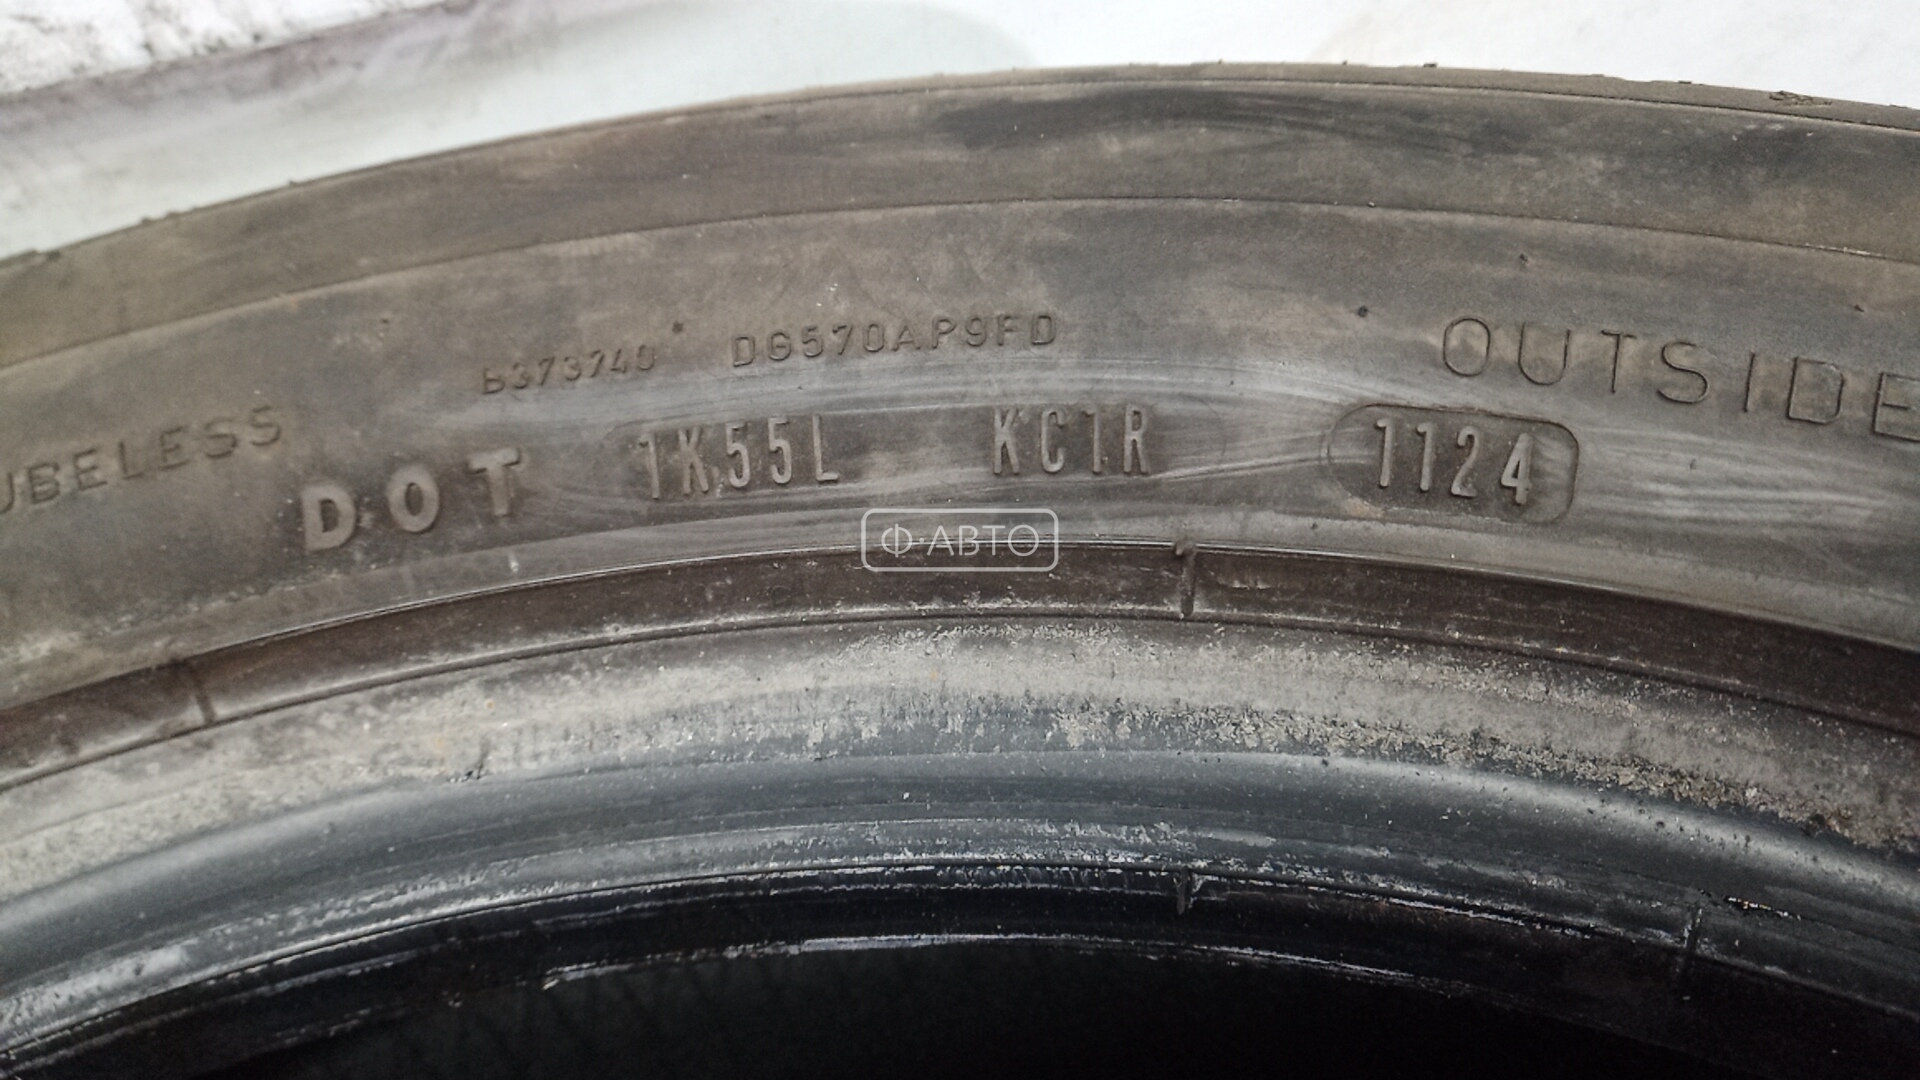 B373740 DG570AP9FD
OUTSIDE
UBELESS
DOT 1K55L KC1R 1124
Ф·АВТО